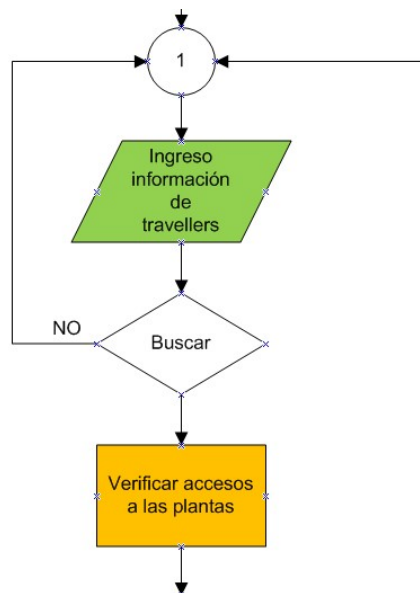 1
Ingreso
información
de
travellers
NO
Buscar
Verificar accesos
a las plantas